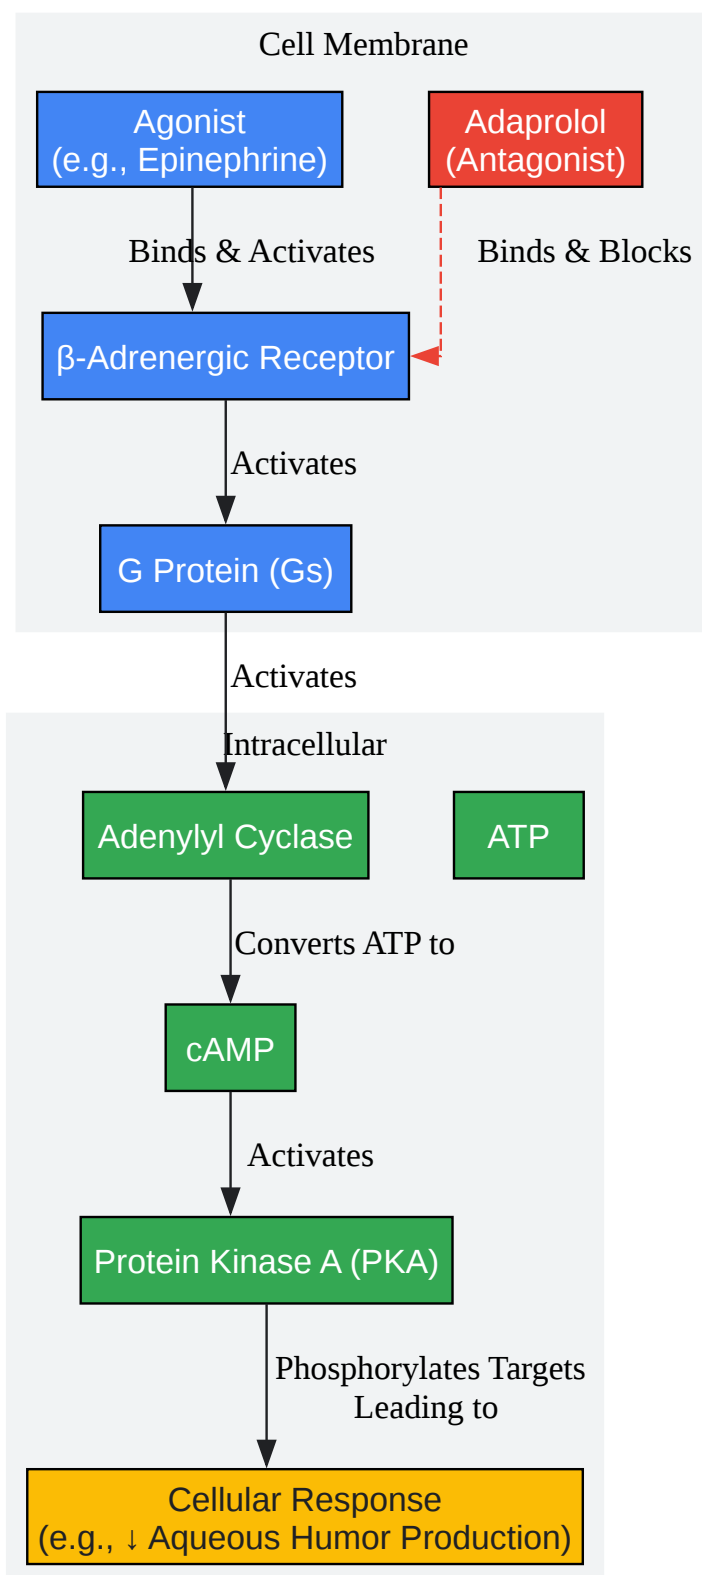 Cell Membrane
Agonist
(e.g., Epinephrine)
Adaprolol
(Antagonist)
Binds & Activates
Binds & Blocks
β-Adrenergic Receptor
Activates
G Protein (Gs)
Activates
Intracellular
Adenylyl Cyclase
ATP
Converts ATP to
cAMP
Activates
Protein Kinase A (PKA)
Phosphorylates Targets
Leading to
Cellular Response
(e.g., ↓ Aqueous Humor Production)